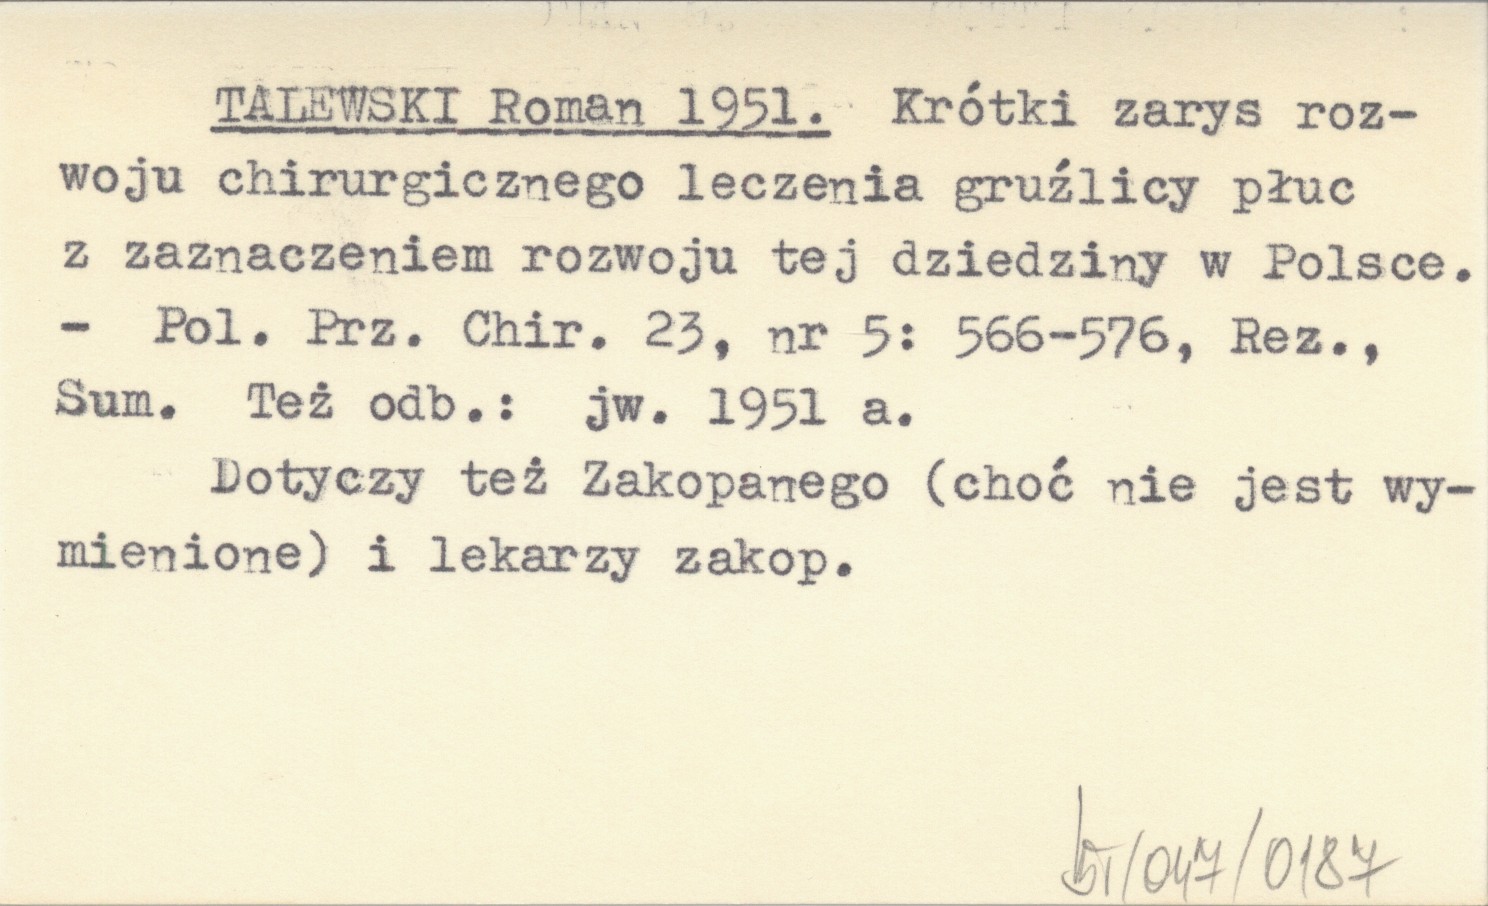 TALEWSKI Roman 1951. Krótki zarys roz-
woju chirurgicznego leczenia gruźlicy płuc
z zaznaczeniem rozwoju tej dziedziny w Polsce.
- Pol. Prz. Chir. 23, nr 5: 566-576, Rez.,
Sum. Też odb.: jw. 1951 a.
Dotyczy też Zakopanego (choć nie jest wy-
mienione) i lekarzy zakop.
/047/0187